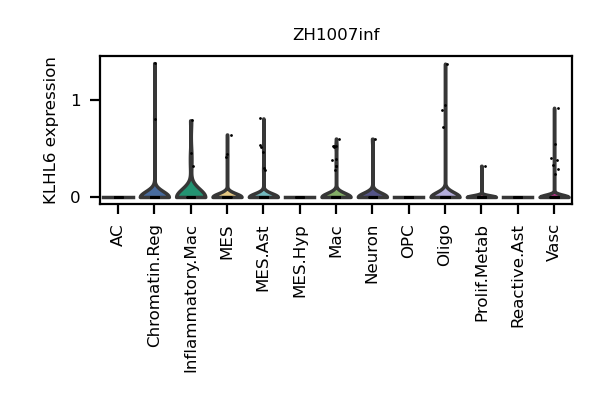 ZH1007inf
KLHL6 expression
1
0
AC
Chromatin.Reg
Inflammatory.Mac
MES
MES.Ast
MES.Hyp
Mac
Neuron
OPC
Oligo
Prolif.Metab
Reactive.Ast
Vasc